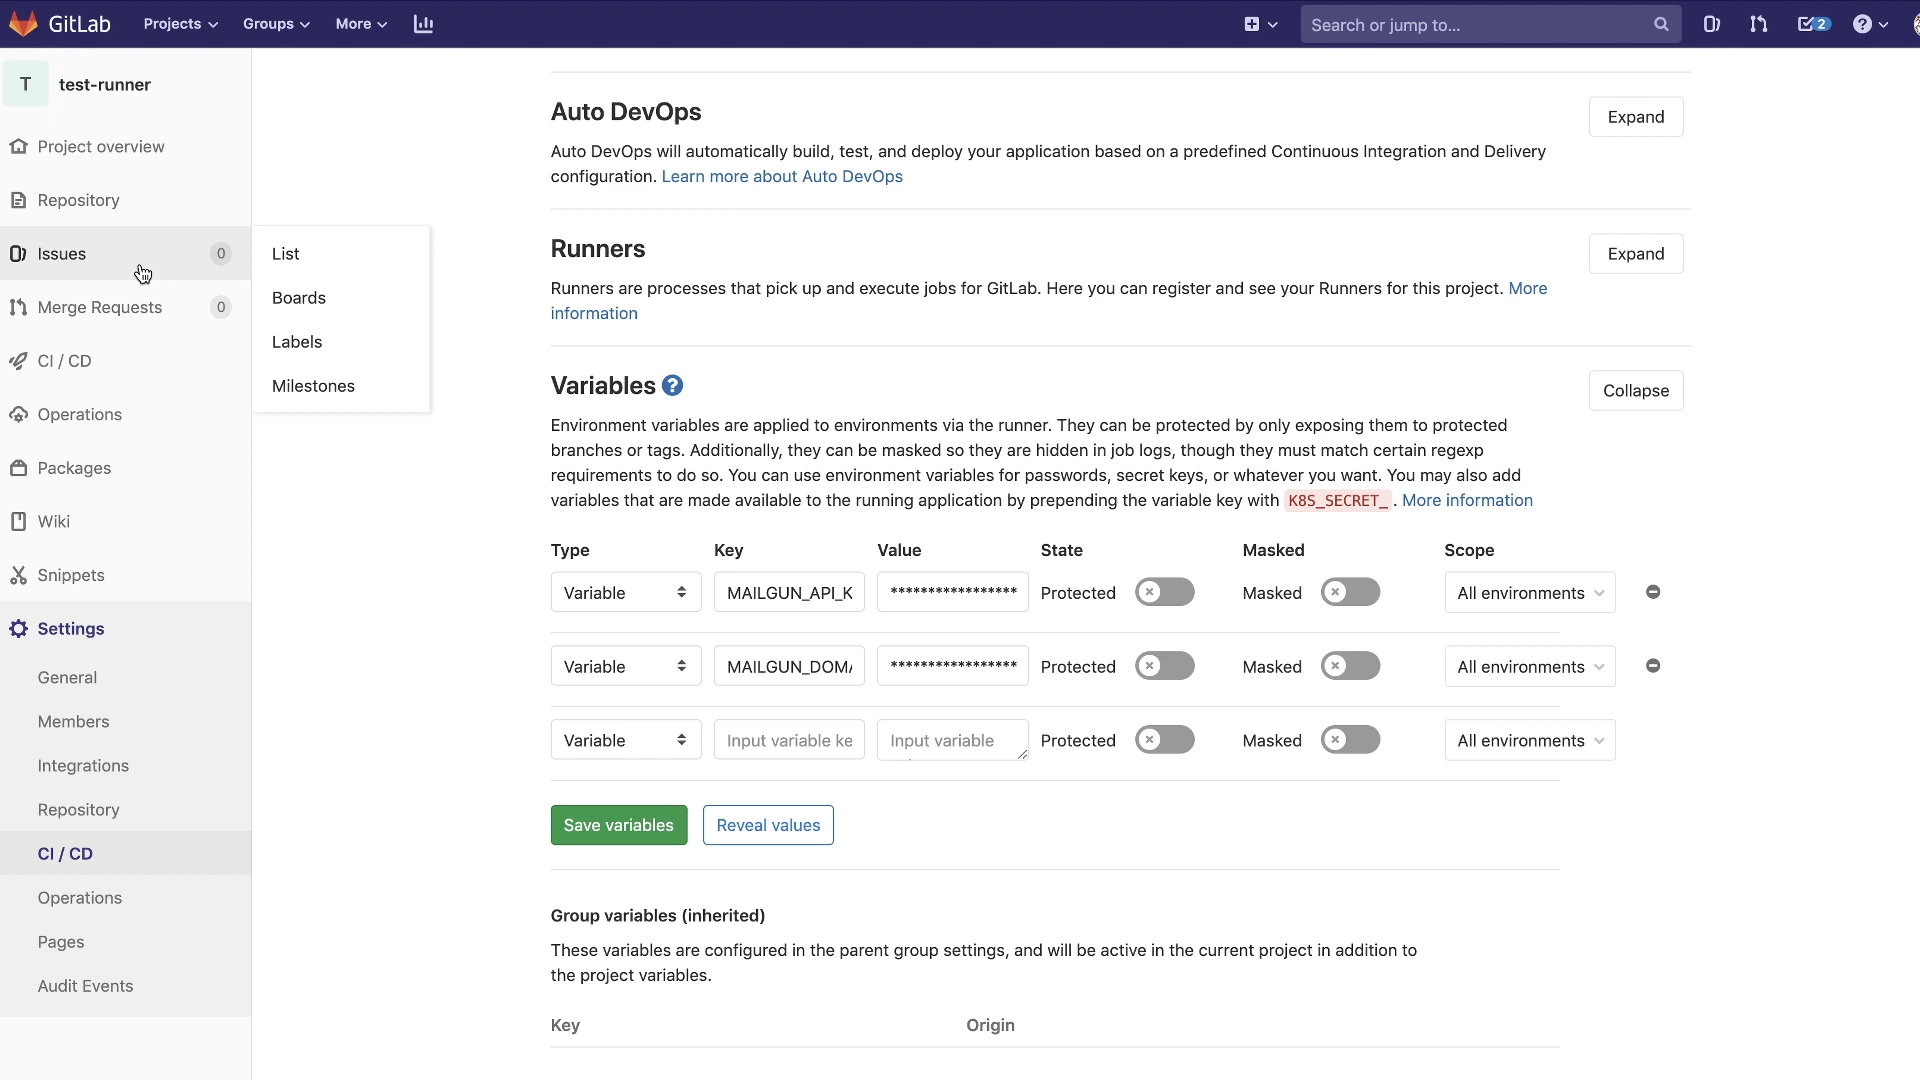 GitLab
Projects
Groups
More
Search or jump to...
2
T
test-runner
Project overview
Repository
Issues
0
Merge Requests
0
CI / CD
Operations
Packages
Wiki
Snippets
Settings
General
Members
Integrations
Repository
CI / CD
Operations
Pages
Audit Events
List
Boards
Labels
Milestones
Auto DevOps
Expand
Auto DevOps will automatically build, test, and deploy your application based on a predefined Continuous Integration and Delivery
configuration. Learn more about Auto DevOps
Runners
Expand
Runners are processes that pick up and execute jobs for GitLab. Here you can register and see your Runners for this project. More
information
Variables
Collapse
Environment variables are applied to environments via the runner. They can be protected by only exposing them to protected
branches or tags. Additionally, they can be masked so they are hidden in job logs, though they must match certain regexp
requirements to do so. You can use environment variables for passwords, secret keys, or whatever you want. You may also add
variables that are made available to the running application by prepending the variable key with K8S_SECRET_. More information
Type Key Value State Masked Scope
Variable MAILGUN_API_K ***************** Protected Masked All environments
Variable MAILGUN_DOM ***************** Protected Masked All environments
Variable Input variable ke Input variable Protected Masked All environments
Save variables
Reveal values
Group variables (inherited)
These variables are configured in the parent group settings, and will be active in the current project in addition to
the project variables.
Key Origin